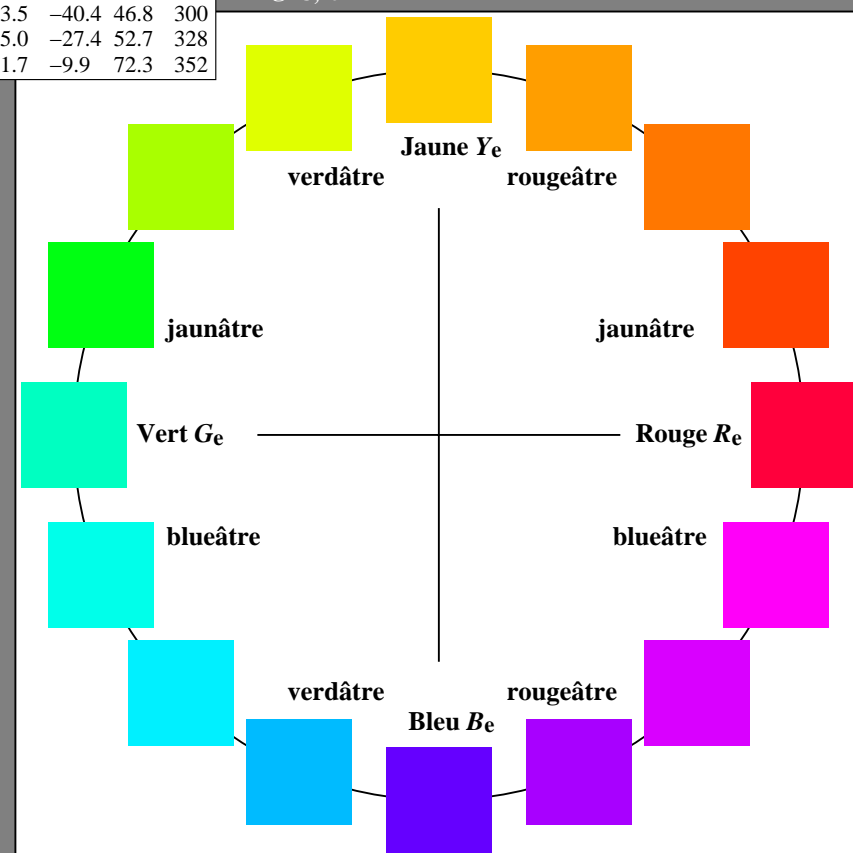 3.5 −40.4 46.8 300
5.0 −27.4 52.7 328
1.7 −9.9 72.3 352
Jaune Yₑ
verdâtre rougeâtre
jaunâtre jaunâtre
Vert Gₑ Rouge Rₑ
blueâtre blueâtre
verdâtre rougeâtre
Bleu Bₑ